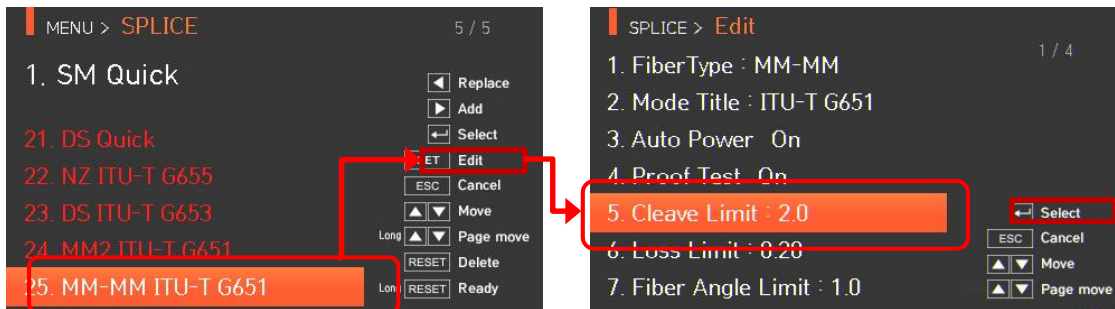 MENU > SPLICE 5 / 5
1. SM Quick
Replace
Add
21. DS Quick
Select
ET Edit
22. NZ ITU-T G655
ESC Cancel
23. DS ITU-T G653
Move
24. MM2 ITU-T G651
Long Page move
RESET Delete
25. MM-MM ITU-T G651
Long RESET Ready
SPLICE > Edit
1 / 4
1. FiberType : MM-MM
2. Mode Title : ITU-T G651
3. Auto Power On
4. Proof Test On
5. Cleave Limit : 2.0
Select
ESC Cancel
6. Loss Limit : 0.20
Move
7. Fiber Angle Limit : 1.0
Page move